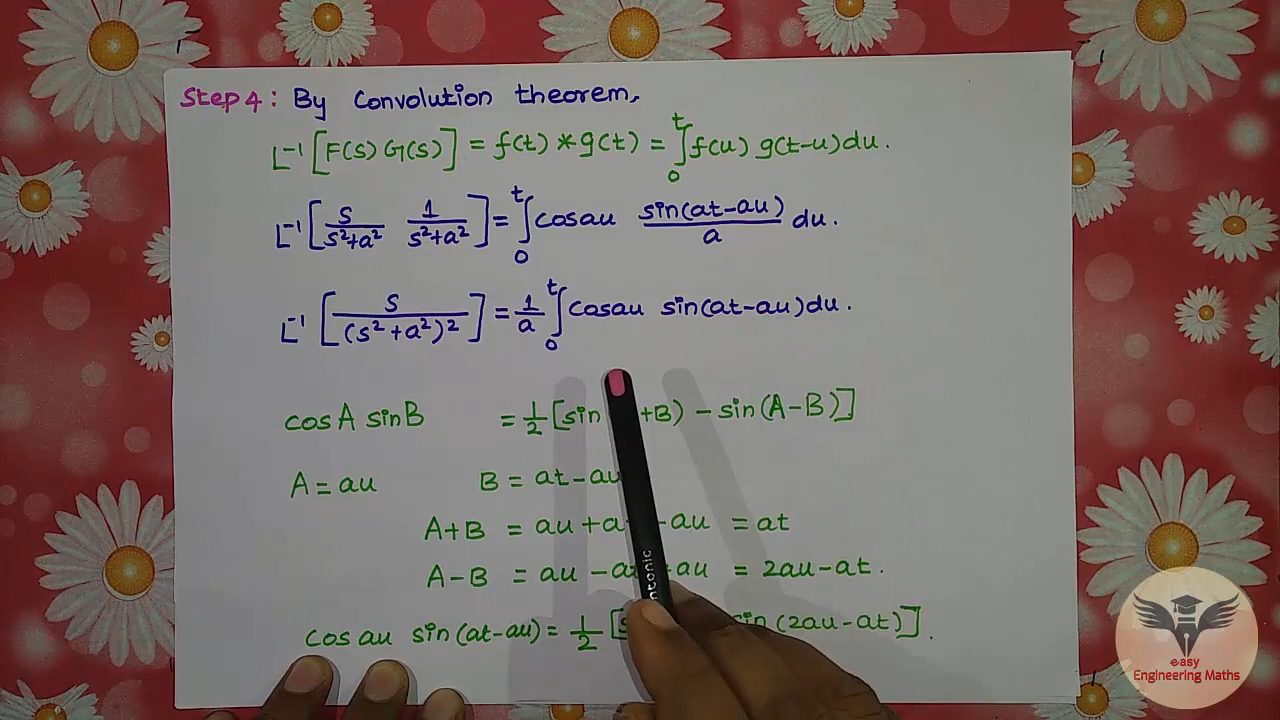 Step 4: By Convolution theorem,
L⁻¹[F(s) G(s)] = f(t) * g(t) = ∫₀ᵗ f(u) g(t-u) du.
L⁻¹[s/(s²+a²) 1/(s²+a²)] = ∫₀ᵗ cosau sin(at-au)/a du.
L⁻¹[s/(s²+a²)²] = 1/a ∫₀ᵗ cosau sin(at-au) du.
cosA sinB = 1/2 [sin +B) - sin(A-B)]
A = au B = at-au
A+B = au + a -au = at
A-B = au - a au = 2au-at.
cos au sin(at-au) = 1/2 [ sin (2au-at)].
easy
Engineering Maths